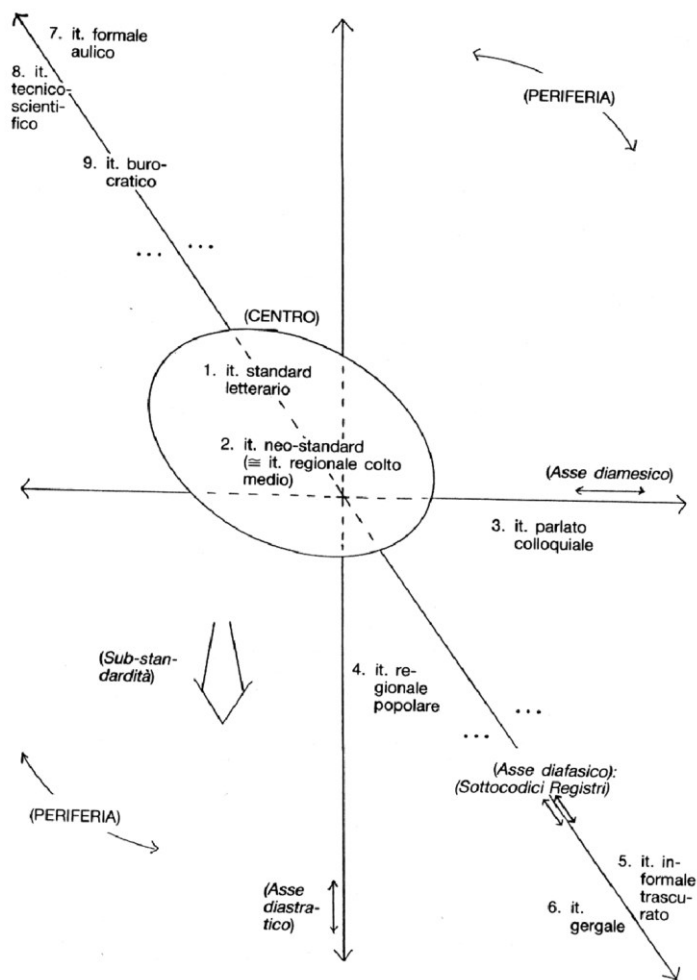 7. it. formale
aulico
8. it.
tecnico-
scienti-
fico
(PERIFERIA)
9. it. buro-
cratico
... ...
(CENTRO)
1. it. standard
letterario
2. it. neo-standard
(≅ it. regionale colto
medio)
(Asse diamesico)
3. it. parlato
colloquiale
(Sub-stan-
dardità)
4. it. re-
gionale
popolare
... ...
(Asse diafasico):
(Sottocodici Registri)
(PERIFERIA)
5. it. in-
formale
trascu-
rato
(Asse
diastra-
tico)
6. it.
gergale